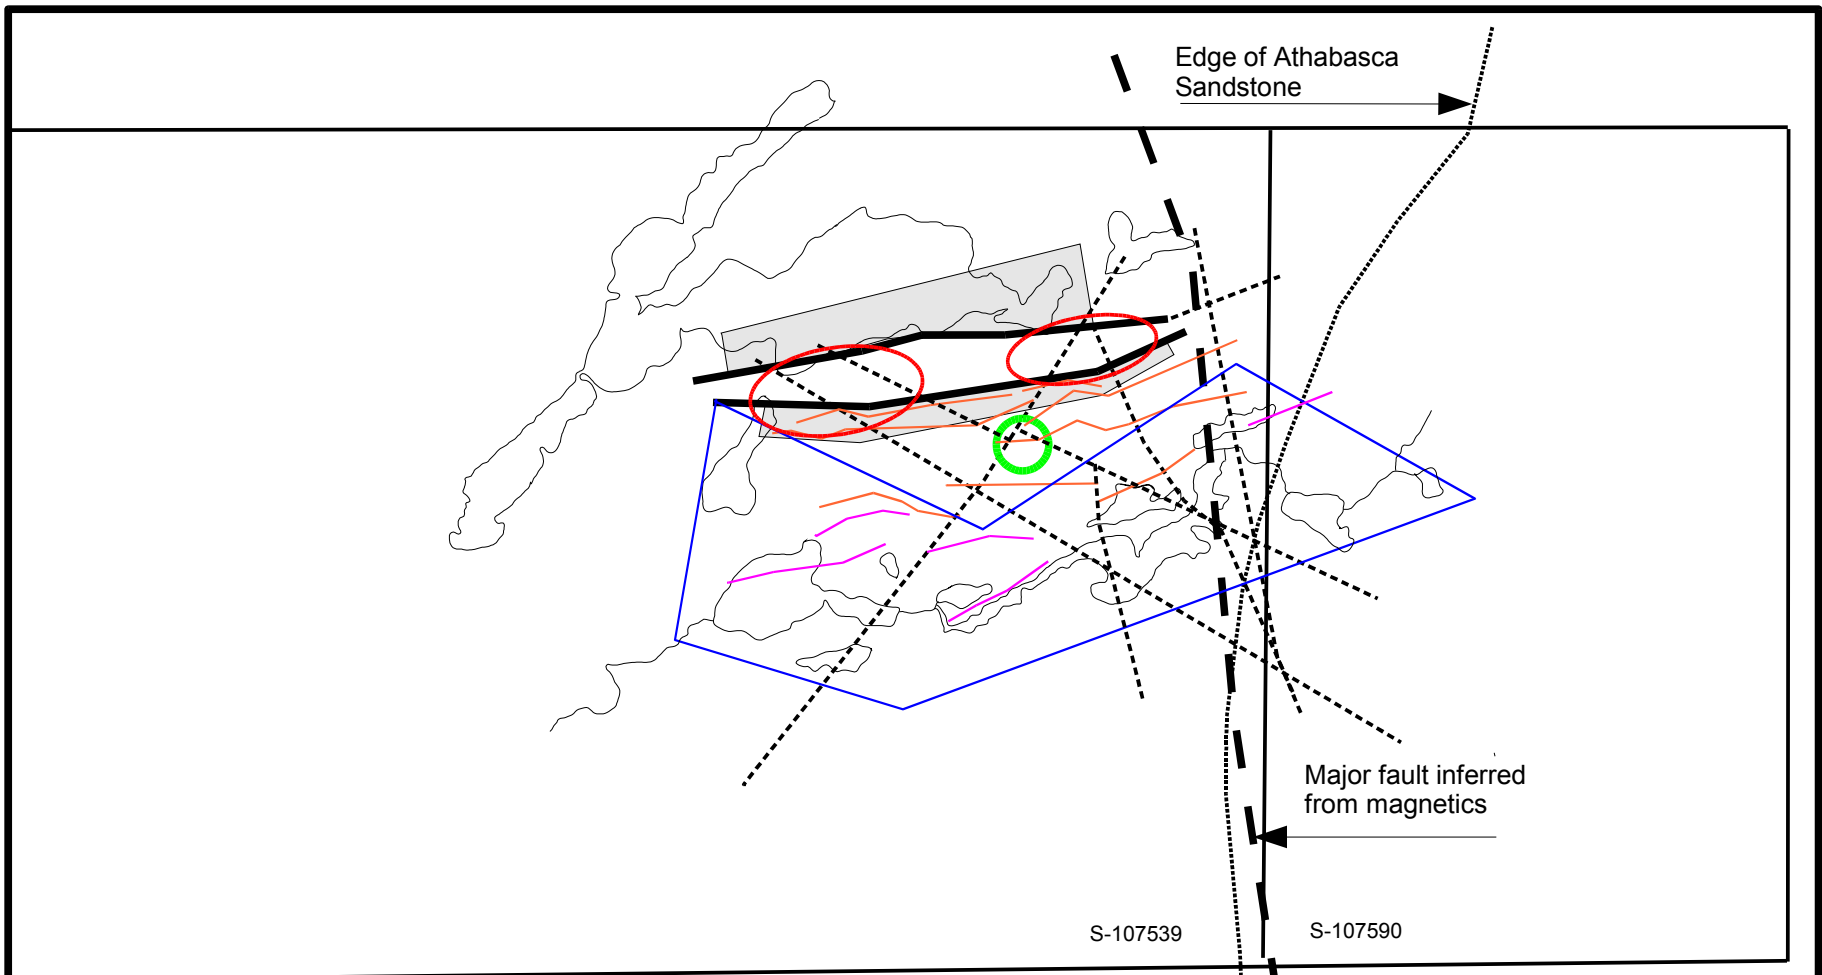 Edge of Athabasca
Sandstone
Major fault inferred
from magnetics
S-107539
S-107590